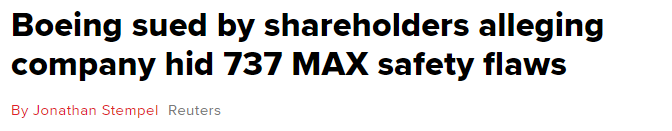 Boeing sued by shareholders alleging
company hid 737 MAX safety flaws
By Jonathan Stempel Reuters